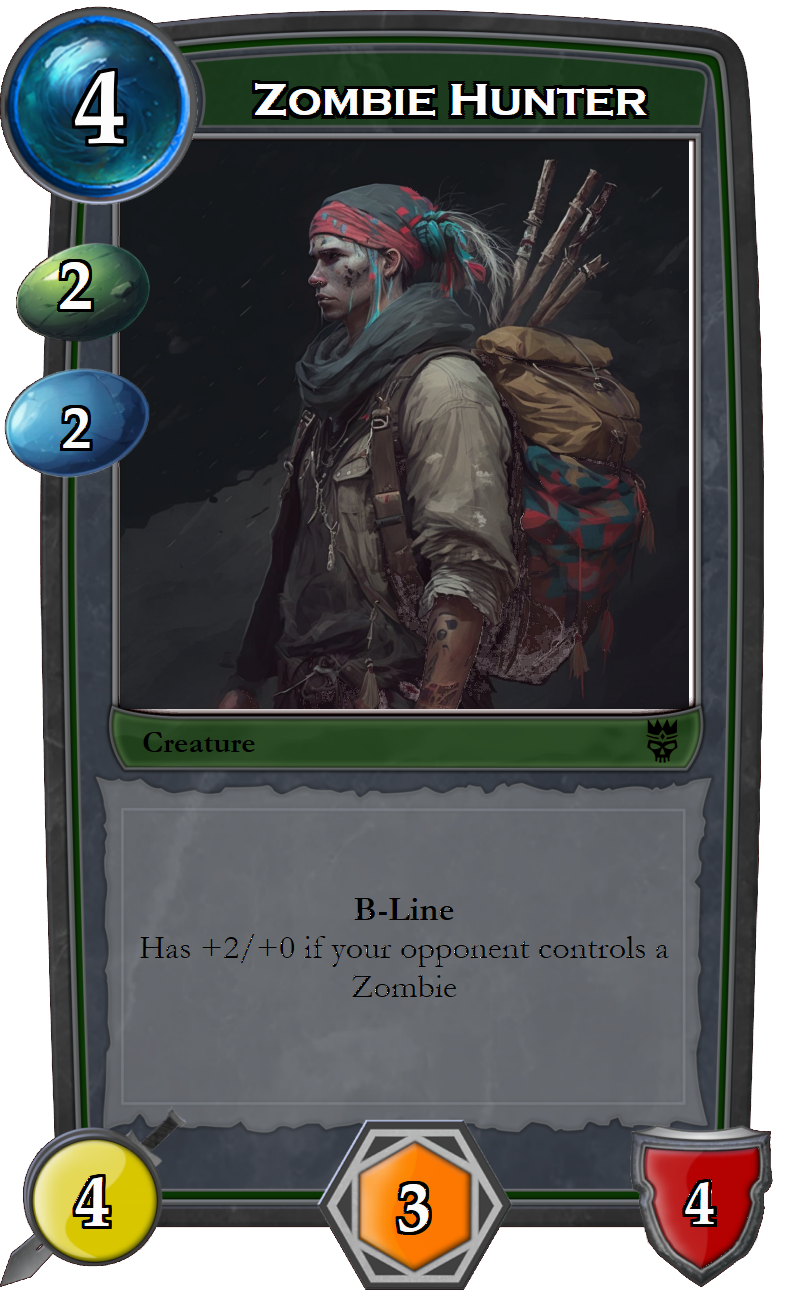 4
Zombie Hunter
2
2
Creature
B-Line
Has +2/+0 if your opponent controls a
Zombie
4
3
4